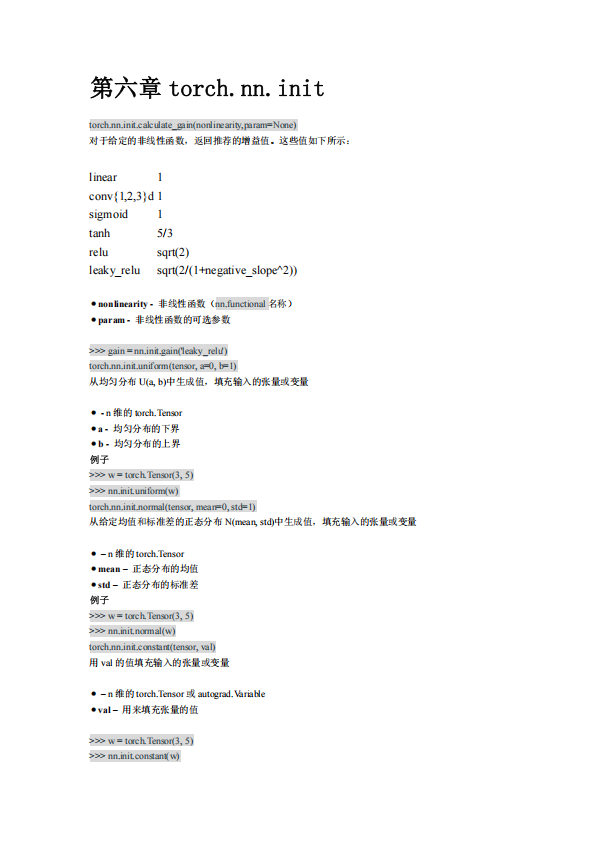 第六章 torch.nn.init
torch.nn.init.calculate_gain(nonlinearity,param=None)
对于给定的非线性函数，返回推荐的增益值。这些值如下所示：
linear 1
conv{1,2,3}d 1
sigmoid 1
tanh 5/3
relu sqrt(2)
leaky_relu sqrt(2/(1+negative_slope^2))
●nonlinearity - 非线性函数（nn.functional 名称）
●param - 非线性函数的可选参数
>>> gain = nn.init.gain('leaky_relu')
torch.nn.init.uniform(tensor, a=0, b=1)
从均匀分布 U(a, b)中生成值，填充输入的张量或变量
● - n 维的 torch.Tensor
●a - 均匀分布的下界
●b - 均匀分布的上界
例子
>>> w = torch.Tensor(3, 5)
>>> nn.init.uniform(w)
torch.nn.init.normal(tensor, mean=0, std=1)
从给定均值和标准差的正态分布 N(mean, std)中生成值，填充输入的张量或变量
● – n 维的 torch.Tensor
●mean – 正态分布的均值
●std – 正态分布的标准差
例子
>>> w = torch.Tensor(3, 5)
>>> nn.init.normal(w)
torch.nn.init.constant(tensor, val)
用 val 的值填充输入的张量或变量
● – n 维的 torch.Tensor 或 autograd.Variable
●val – 用来填充张量的值
>>> w = torch.Tensor(3, 5)
>>> nn.init.constant(w)